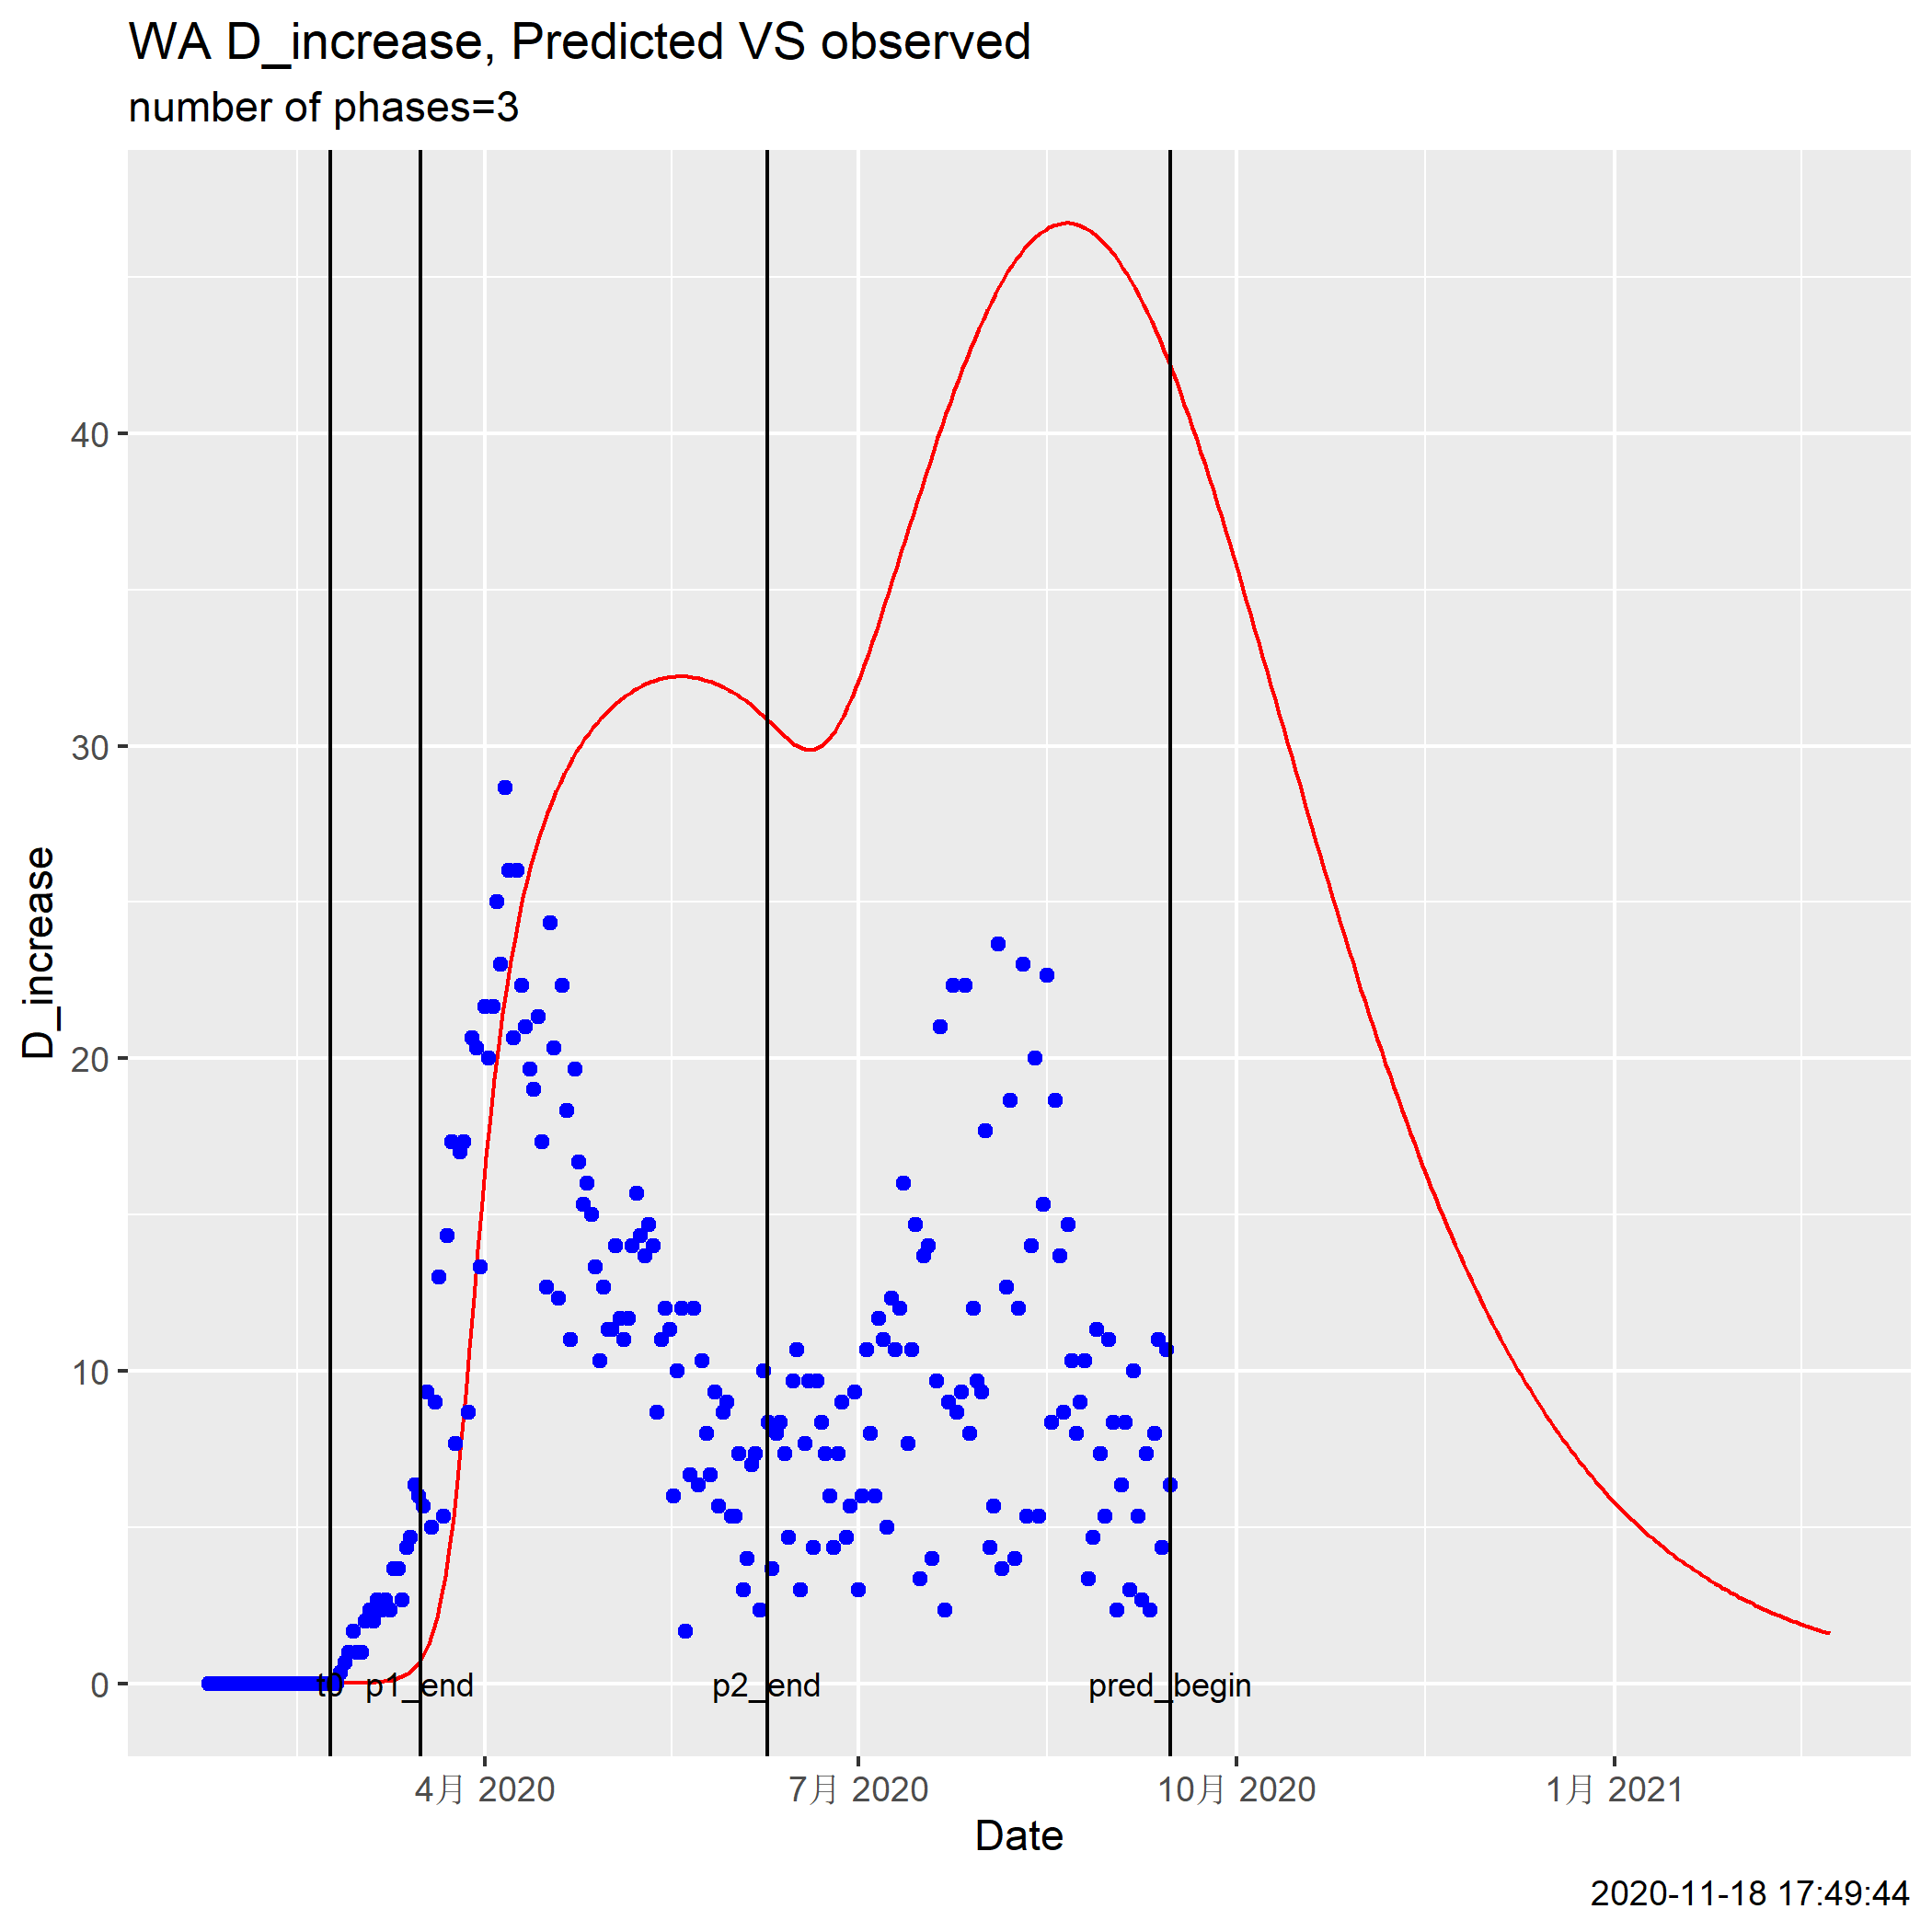 WA D_increase, Predicted VS observed
number of phases=3
D_increase
40
30
20
10
0
t0 p1_end p2_end pred_begin
4月 2020 7月 2020 10月 2020 1月 2021
Date
2020-11-18 17:49:44